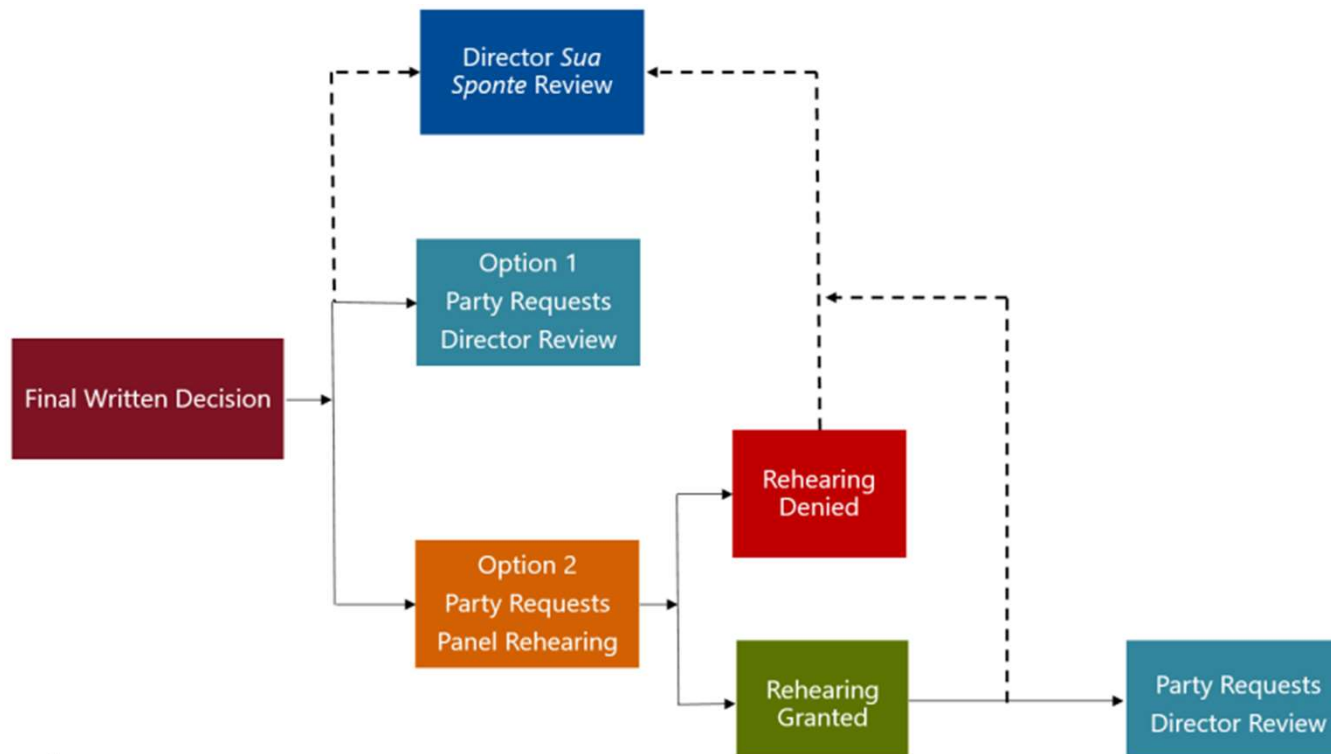 Director Sua
Sponte Review
Option 1
Party Requests
Director Review
Final Written Decision
Option 2
Party Requests
Panel Rehearing
Rehearing
Denied
Rehearing
Granted
Party Requests
Director Review